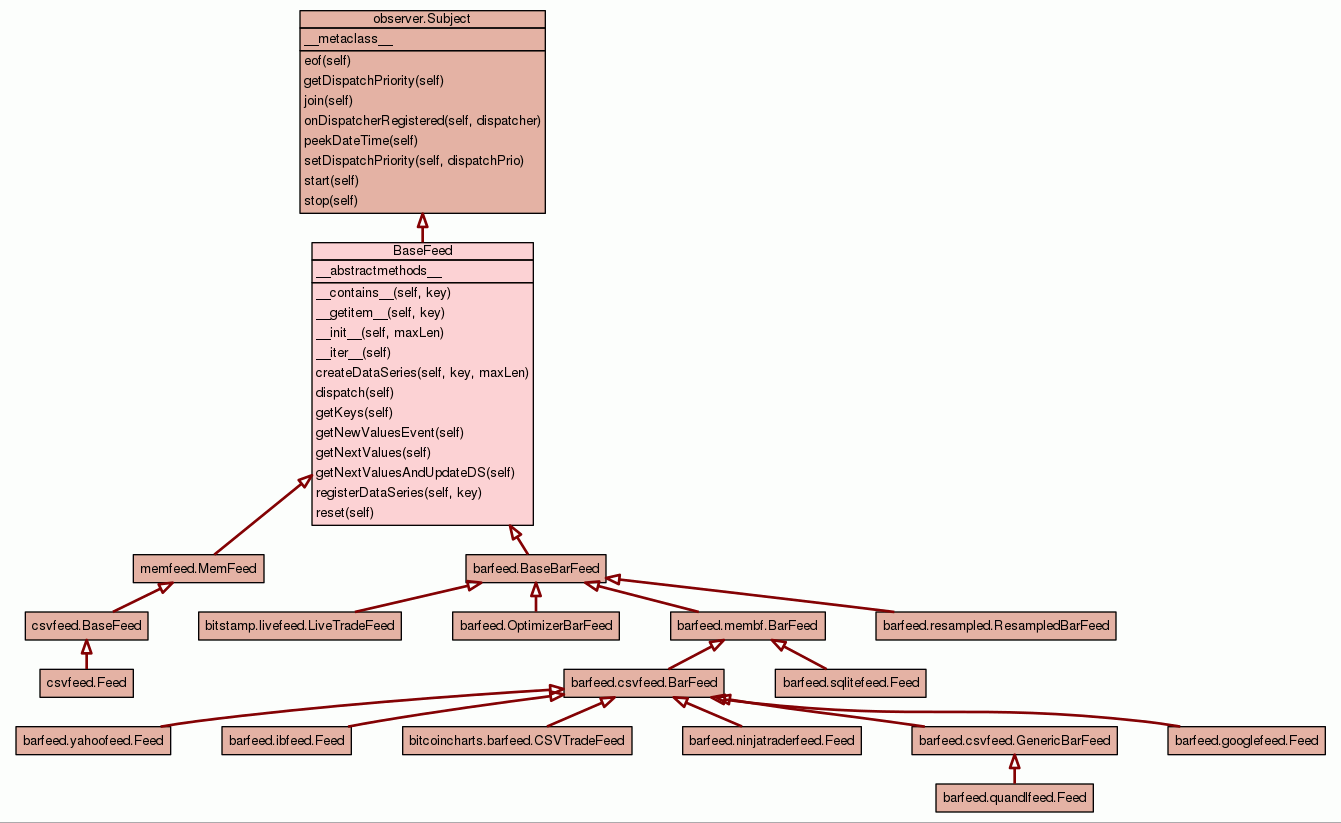 observer.Subject
__metaclass__
eof(self)
getDispatchPriority(self)
join(self)
onDispatcherRegistered(self, dispatcher)
peekDateTime(self)
setDispatchPriority(self, dispatchPrio)
start(self)
stop(self)
BaseFeed
__abstractmethods__
__contains__(self, key)
__getitem__(self, key)
__init__(self, maxLen)
__iter__(self)
createDataSeries(self, key, maxLen)
dispatch(self)
getKeys(self)
getNewValuesEvent(self)
getNextValues(self)
getNextValuesAndUpdateDS(self)
registerDataSeries(self, key)
reset(self)
memfeed.MemFeed
barfeed.BaseBarFeed
csvfeed.BaseFeed
bitstamp.livefeed.LiveTradeFeed
barfeed.OptimizerBarFeed
barfeed.membf.BarFeed
barfeed.resampled.ResampledBarFeed
csvfeed.Feed
barfeed.csvfeed.BarFeed
barfeed.sqlitefeed.Feed
barfeed.yahoofeed.Feed
barfeed.ibfeed.Feed
bitcoincharts.barfeed.CSVTradeFeed
barfeed.ninjatraderfeed.Feed
barfeed.csvfeed.GenericBarFeed
barfeed.googlefeed.Feed
barfeed.quandlfeed.Feed